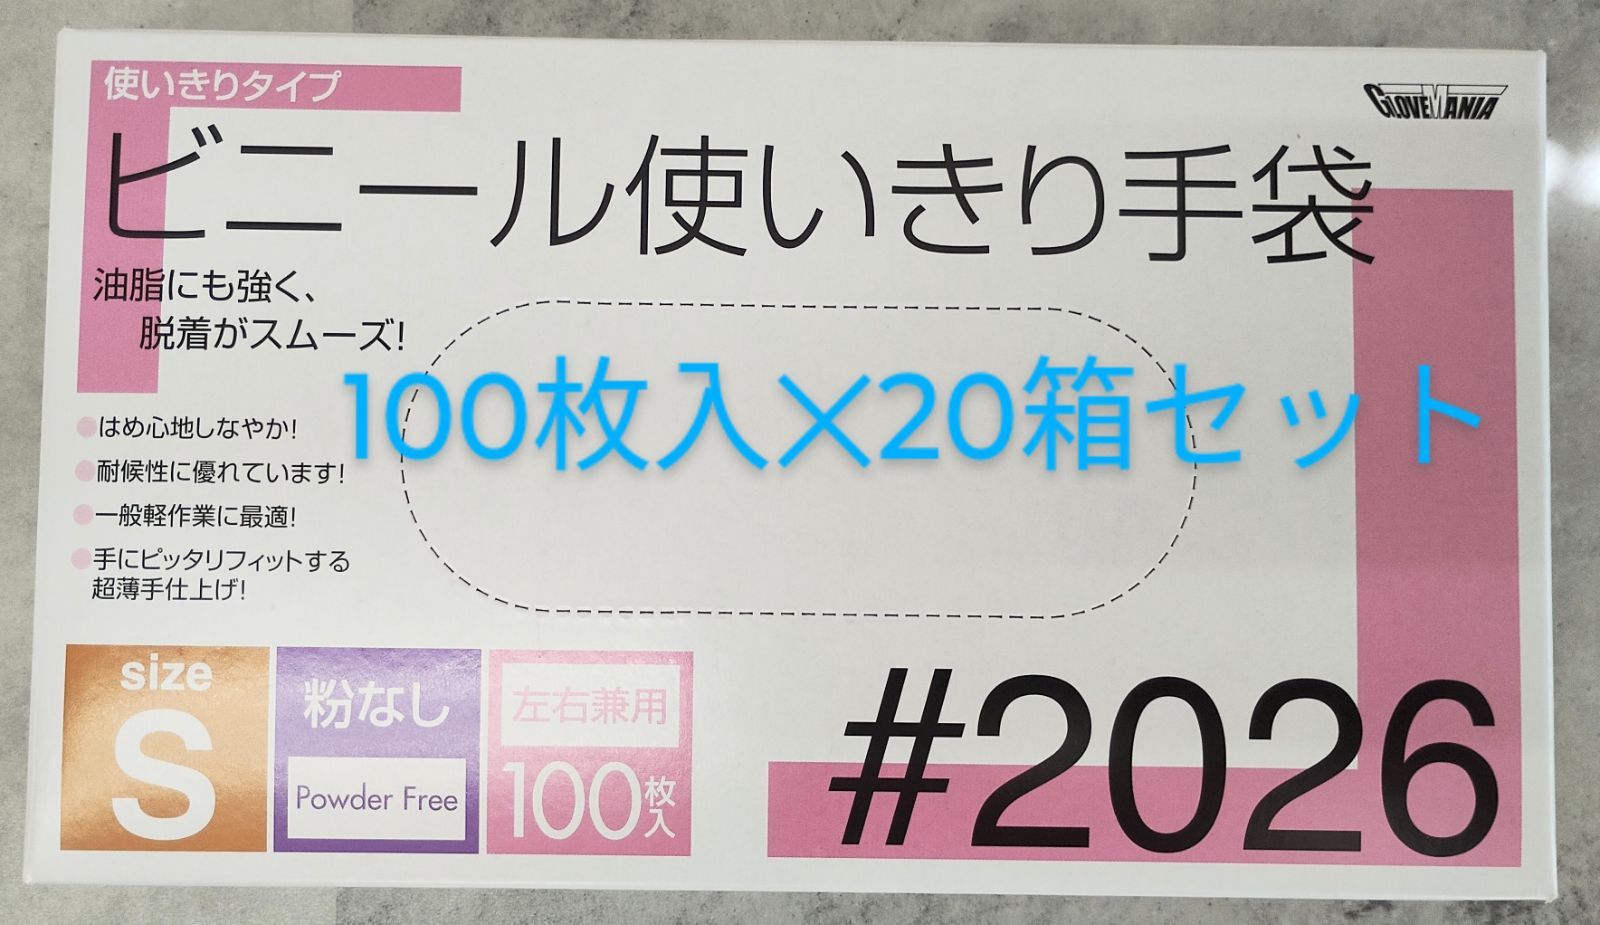 使いきりタイプ
GLOVEMANIA
ビニール使いきり手袋
油脂にも強く、
脱着がスムーズ!
100枚入×20箱セット
はめ心地しなやか!
耐候性に優れています!
一般軽作業に最適!
手にピッタリフィットする
超薄手仕上げ!
size
S
粉なし
Powder Free
左右兼用
100枚入
#2026